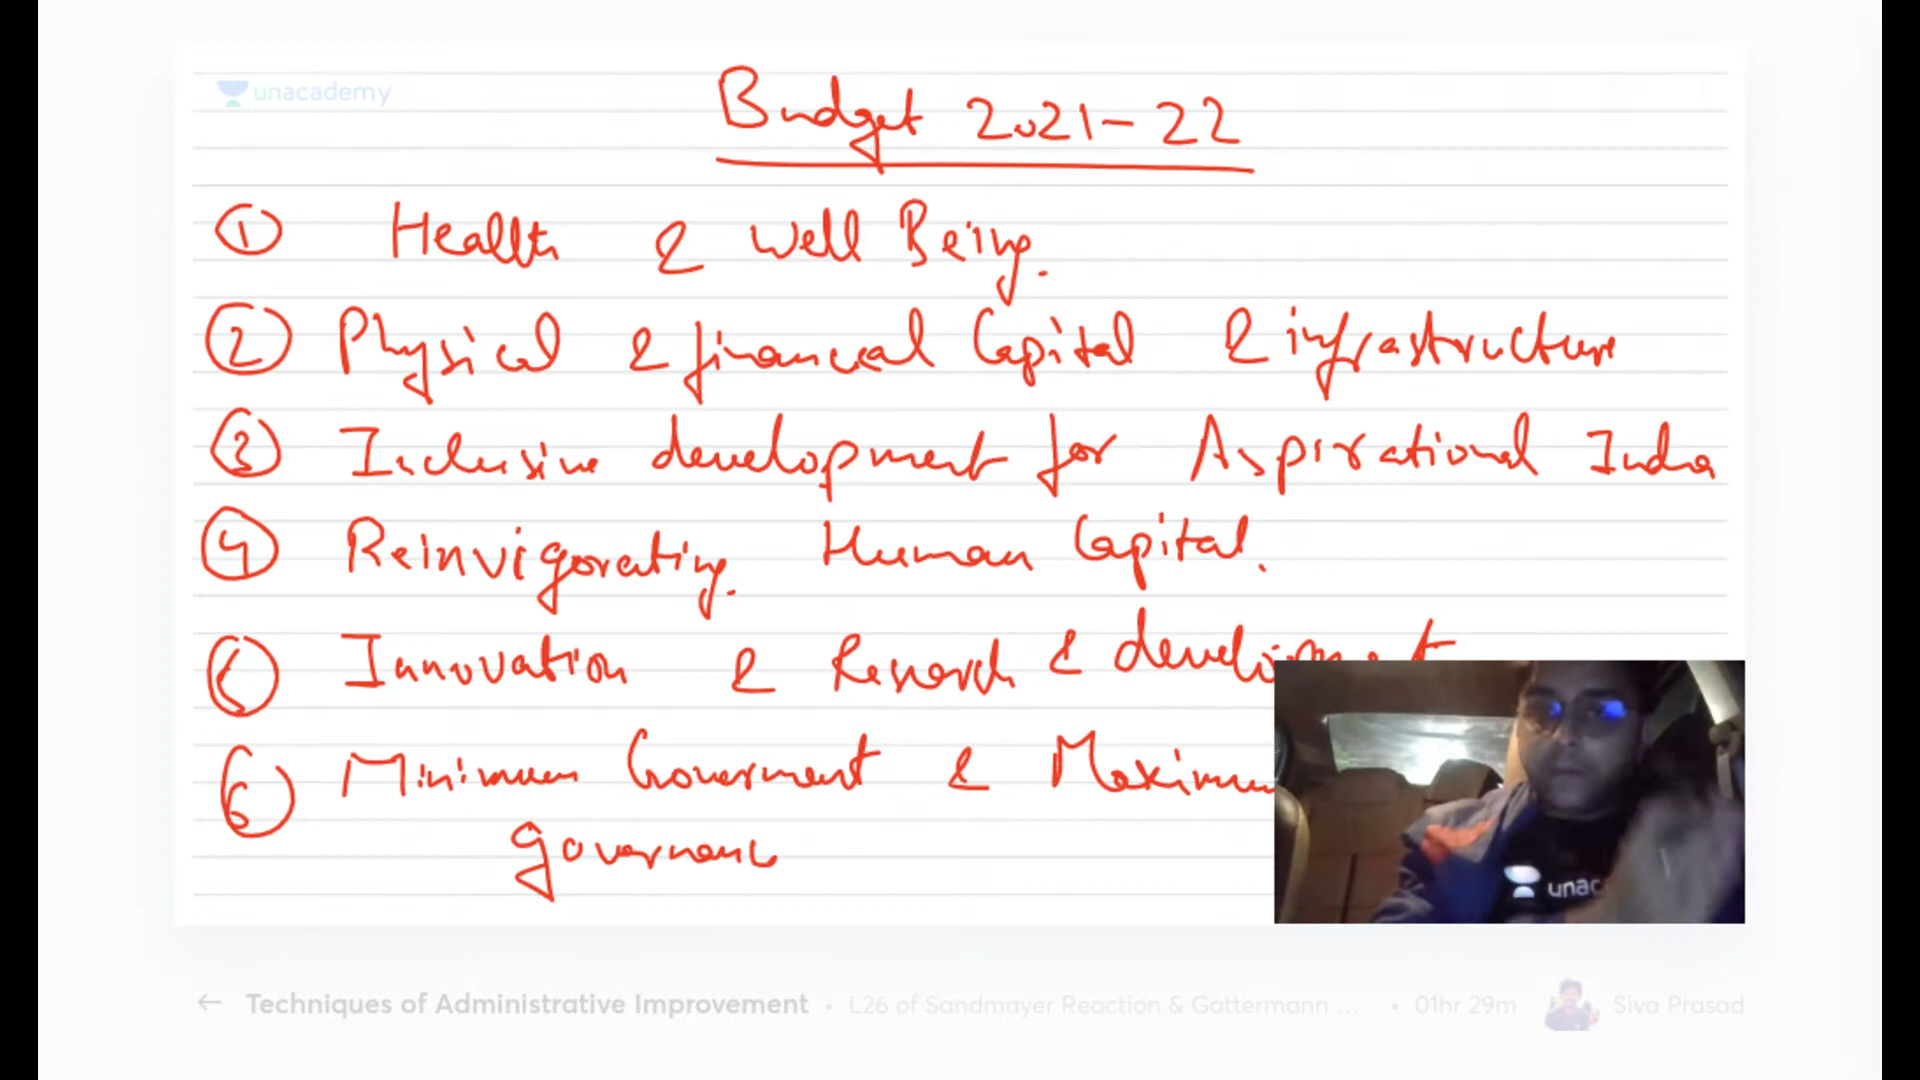 unacademy
Budget 2021-22
① Health & Well Being.
② Physical & financial Capital & infrastructure
③ Inclusive development for Aspirational India
④ Reinvigorating. Human Capital.
⑤ Innovation & Research & development
⑥ Minimum Government & Maximum
governance
unac
← Techniques of Administrative Improvement • L26 of Sandmayer Reaction & Gattermann ... • 01hr 29m Siva Prasad